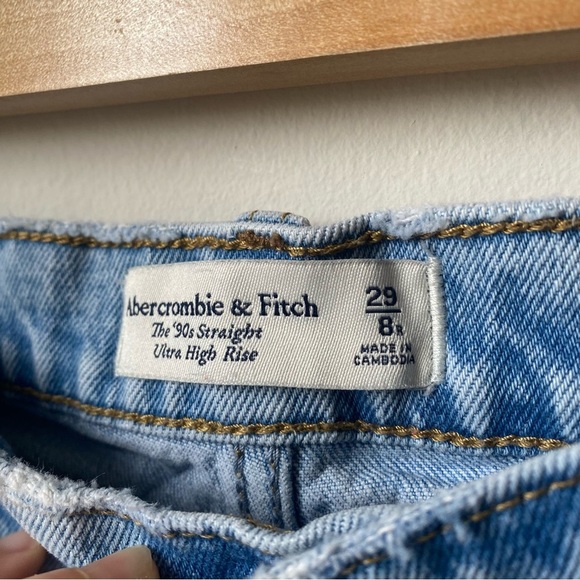 Abercrombie & Fitch
The '90s Straight
Ultra High Rise
29
8R
MADE IN
CAMBODIA